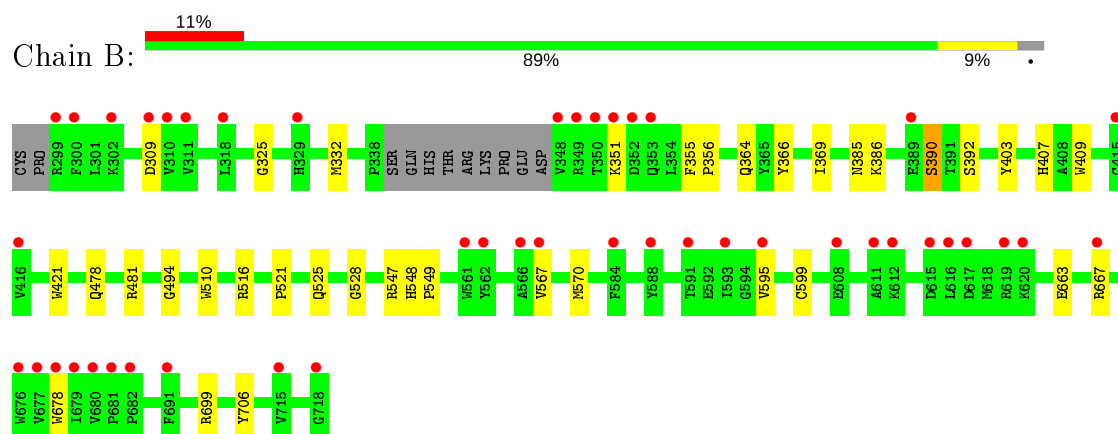 11%
Chain B:
89% 9% •
CYS PRO R299 F300 L301 K302 D309 V310 V311 L318 G325 H329 M332 P338 SER GLN HIS THR ARG LYS PRO GLU ASP V348 R349 T350 K351 D352 Q353 L354 F355 P356 Q364 Y365 Y366 I369 N385 K386 E389 S390 T391 S392 Y403 H407 A408 W409 C415
V416 W421 Q478 R481 G494 W510 R516 P521 Q525 G528 R547 H548 P549 W561 Y562 A566 V567 M570 F584 Y588 T591 E592 I593 G594 V595 C599 E608 A611 K612 D615 L616 D617 M618 R619 K620 E663 R667
W676 V677 W678 I679 V680 P681 P682 F691 R699 Y706 V715 G718